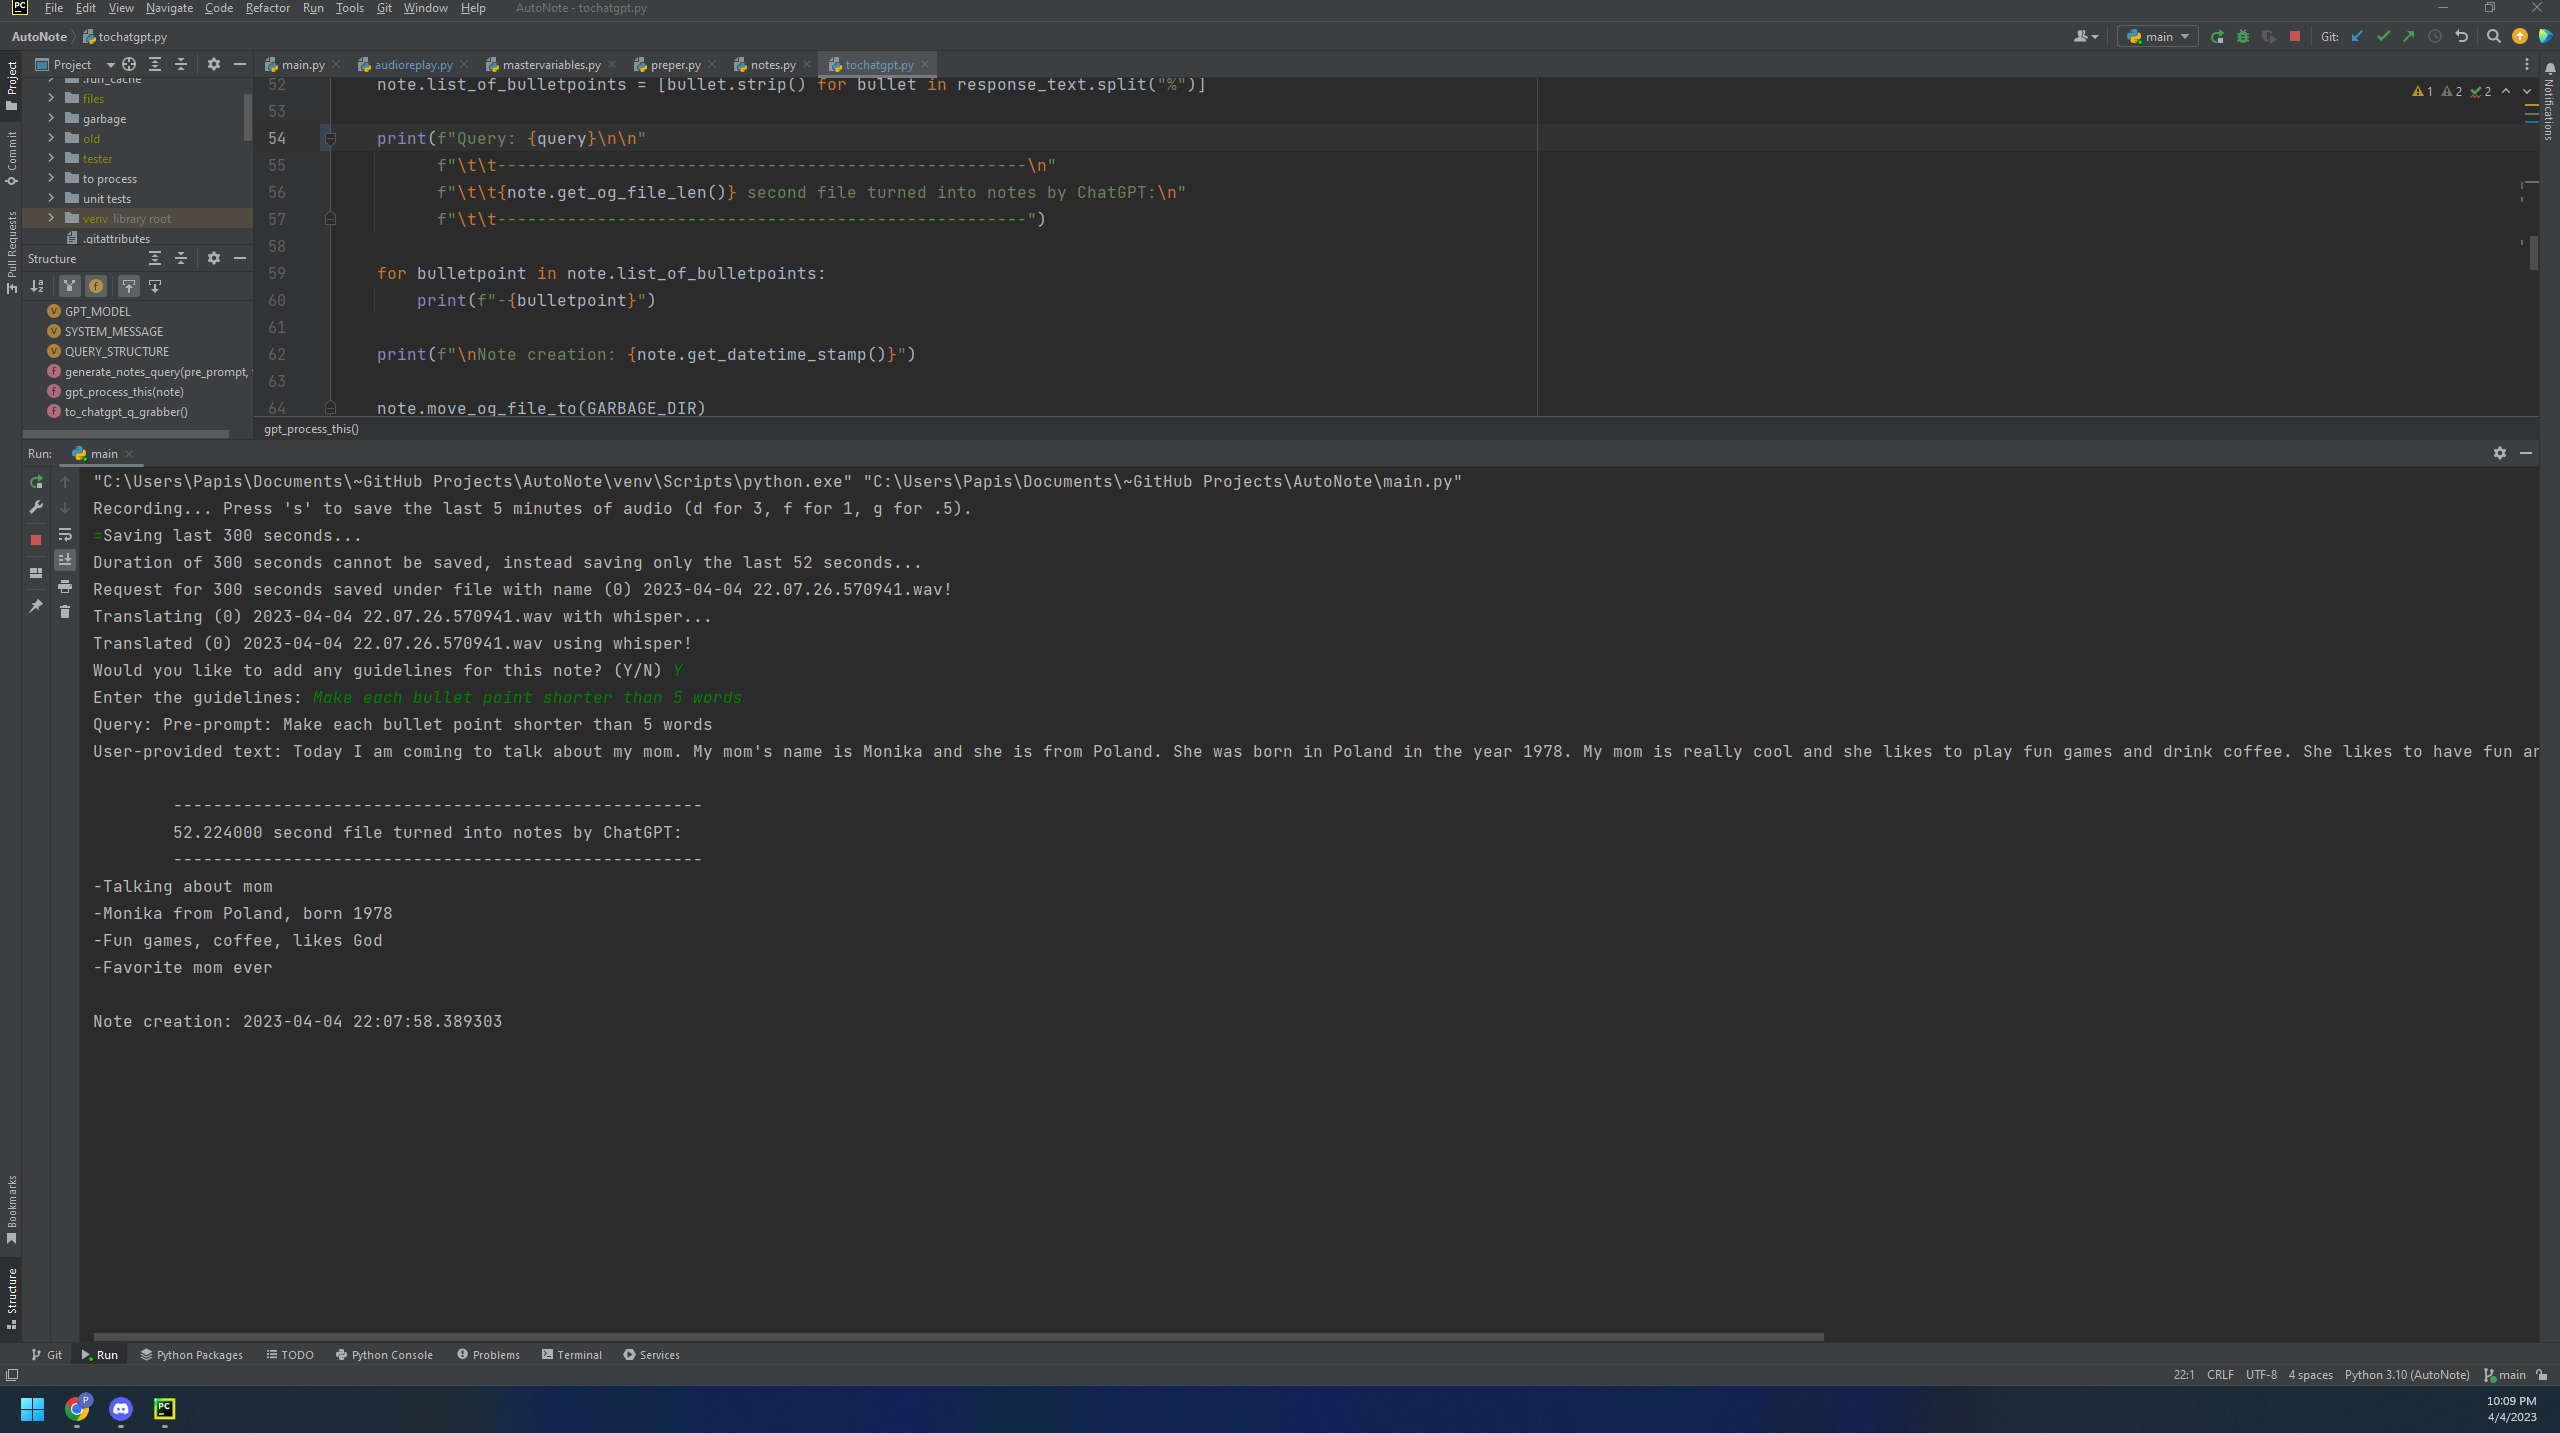 PC File Edit View Navigate Code Refactor Run Tools Git Window Help AutoNote - tochatgpt.py
AutoNote tochatgpt.py main Git:
Project main.py audioreplay.py mastervariables.py preper.py notes.py tochatgpt.py
.run_cache
files
garbage
old
tester
to process
unit tests
venv library root
.gitattributes
Structure
GPT_MODEL
SYSTEM_MESSAGE
QUERY_STRUCTURE
generate_notes_query(pre_prompt,
gpt_process_this(note)
to_chatgpt_q_grabber()
52 note.list_of_bulletpoints = [bullet.strip() for bullet in response_text.split("%")]
53
54 print(f"Query: {query}\n\n"
55 f"\t\t-----------------------------------------------------\n"
56 f"\t\t{note.get_og_file_len()} second file turned into notes by ChatGPT:\n"
57 f"\t\t-----------------------------------------------------")
58
59 for bulletpoint in note.list_of_bulletpoints:
60 print(f"-{bulletpoint}")
61
62 print(f"\nNote creation: {note.get_datetime_stamp()}")
63
64 note.move_og_file_to(GARBAGE_DIR)
1 2 2
gpt_process_this()
Run: main
"C:\Users\Papis\Documents\~GitHub Projects\AutoNote\venv\Scripts\python.exe" "C:\Users\Papis\Documents\~GitHub Projects\AutoNote\main.py"
Recording... Press 's' to save the last 5 minutes of audio (d for 3, f for 1, g for .5).
=Saving last 300 seconds...
Duration of 300 seconds cannot be saved, instead saving only the last 52 seconds...
Request for 300 seconds saved under file with name (0) 2023-04-04 22.07.26.570941.wav!
Translating (0) 2023-04-04 22.07.26.570941.wav with whisper...
Translated (0) 2023-04-04 22.07.26.570941.wav using whisper!
Would you like to add any guidelines for this note? (Y/N) Y
Enter the guidelines: Make each bullet point shorter than 5 words
Query: Pre-prompt: Make each bullet point shorter than 5 words
User-provided text: Today I am coming to talk about my mom. My mom's name is Monika and she is from Poland. She was born in Poland in the year 1978. My mom is really cool and she likes to play fun games and drink coffee. She likes to have fun
-----------------------------------------------------
52.224000 second file turned into notes by ChatGPT:
-----------------------------------------------------
-Talking about mom
-Monika from Poland, born 1978
-Fun games, coffee, likes God
-Favorite mom ever
Note creation: 2023-04-04 22:07:58.389303
Project
Commit
Pull Requests
Bookmarks
Structure
Notifications
Git Run Python Packages TODO Python Console Problems Terminal Services
22:1 CRLF UTF-8 4 spaces Python 3.10 (AutoNote) main
P PC 10:09 PM
4/4/2023